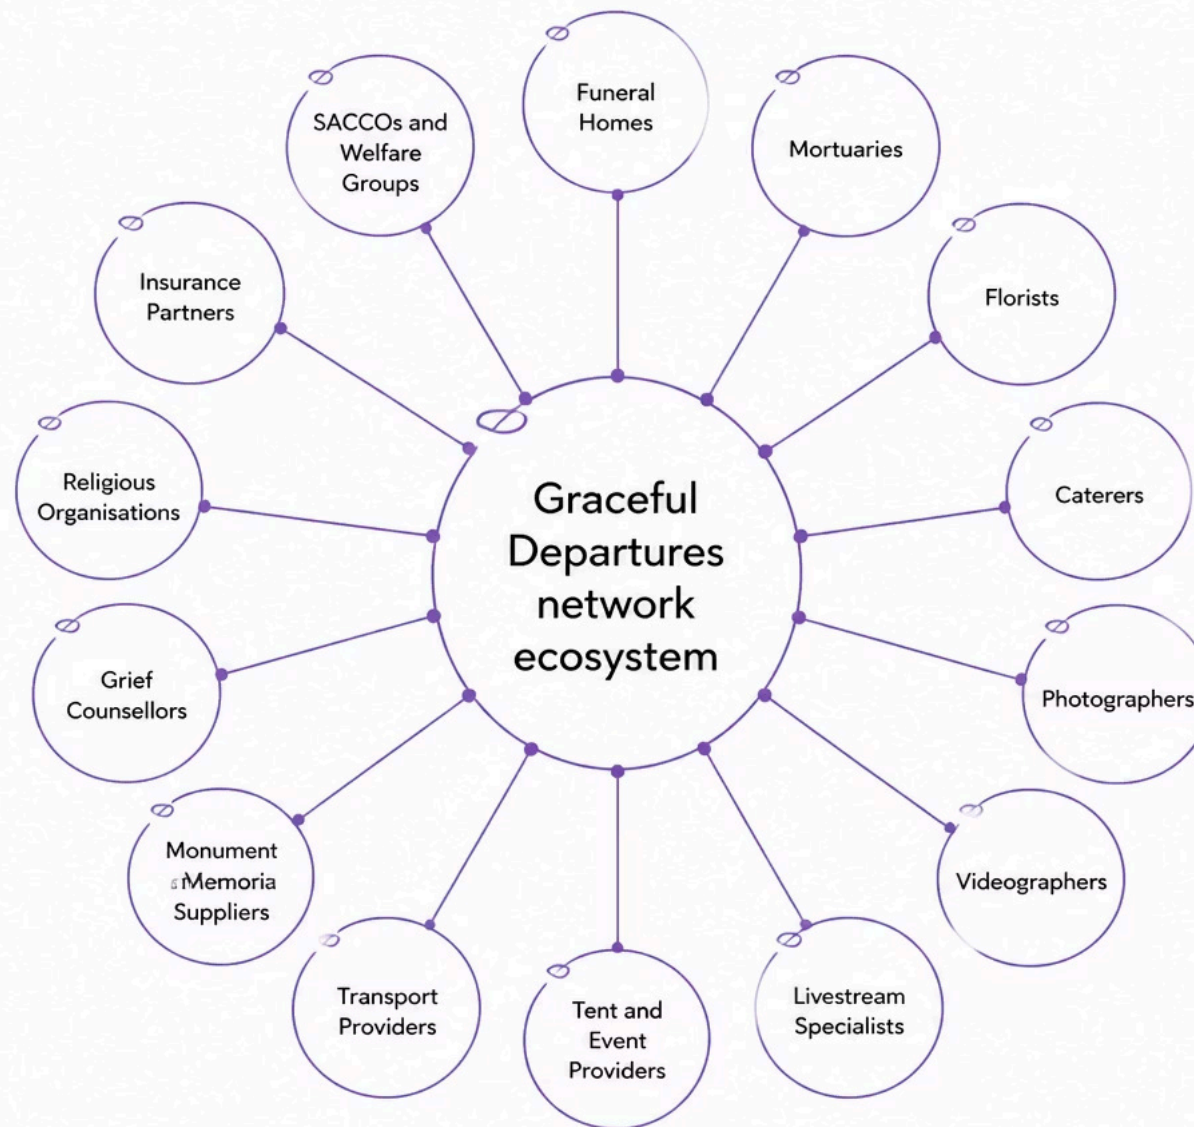 Funeral
Homes
SACCOs and
Welfare
Groups
Mortuaries
Insurance
Partners
Florists
Religious
Organisations
Caterers
Graceful
Departures
network
ecosystem
Grief
Counsellors
Photographers
Monument
Memoria
Suppliers
Videographers
Transport
Providers
Livestream
Specialists
Tent and
Event
Providers